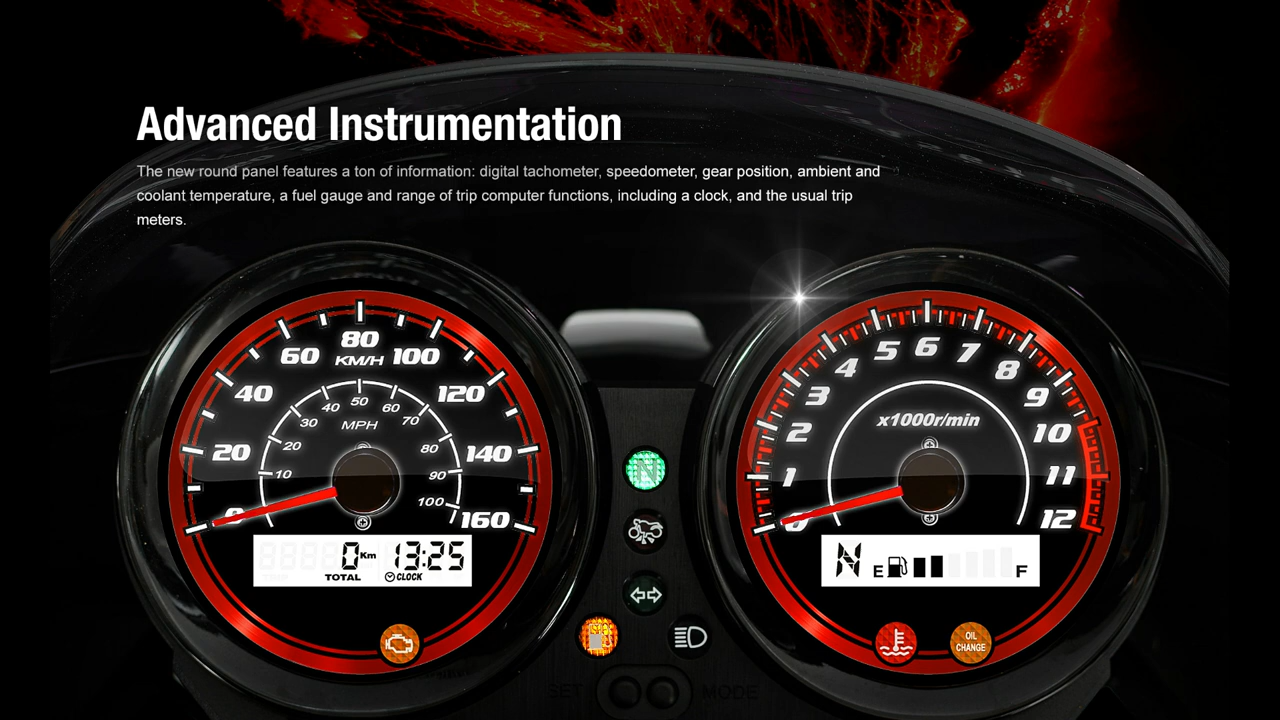 Advanced Instrumentation
The new round panel features a ton of information: digital tachometer, speedometer, gear position, ambient and
coolant temperature, a fuel gauge and range of trip computer functions, including a clock, and the usual trip
meters.
0
20
40
60
80
100
120
140
160
KM/H
10
20
30
40
50
60
70
80
90
100
MPH
0 Km 13:25
TOTAL CLOCK
N
0
1
2
3
4
5
6
7
8
9
10
11
12
x1000r/min
N E F
OIL
CHANGE
SET MODE